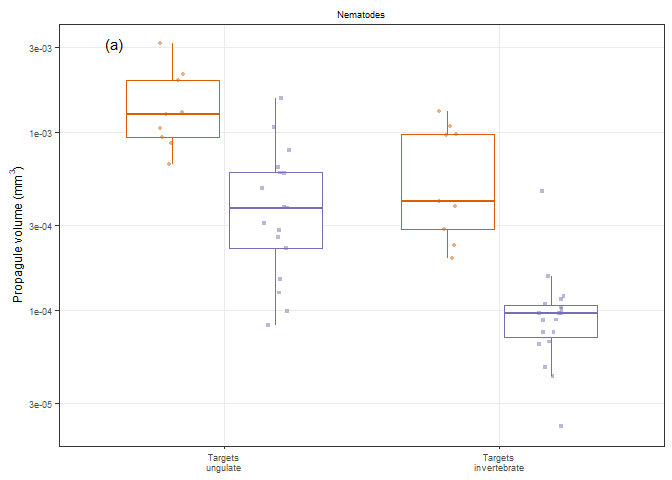 Nematodes
(a)
3e-03
1e-03
3e-04
1e-04
3e-05
Propagule volume (mm³)
Targets
ungulate
Targets
invertebrate